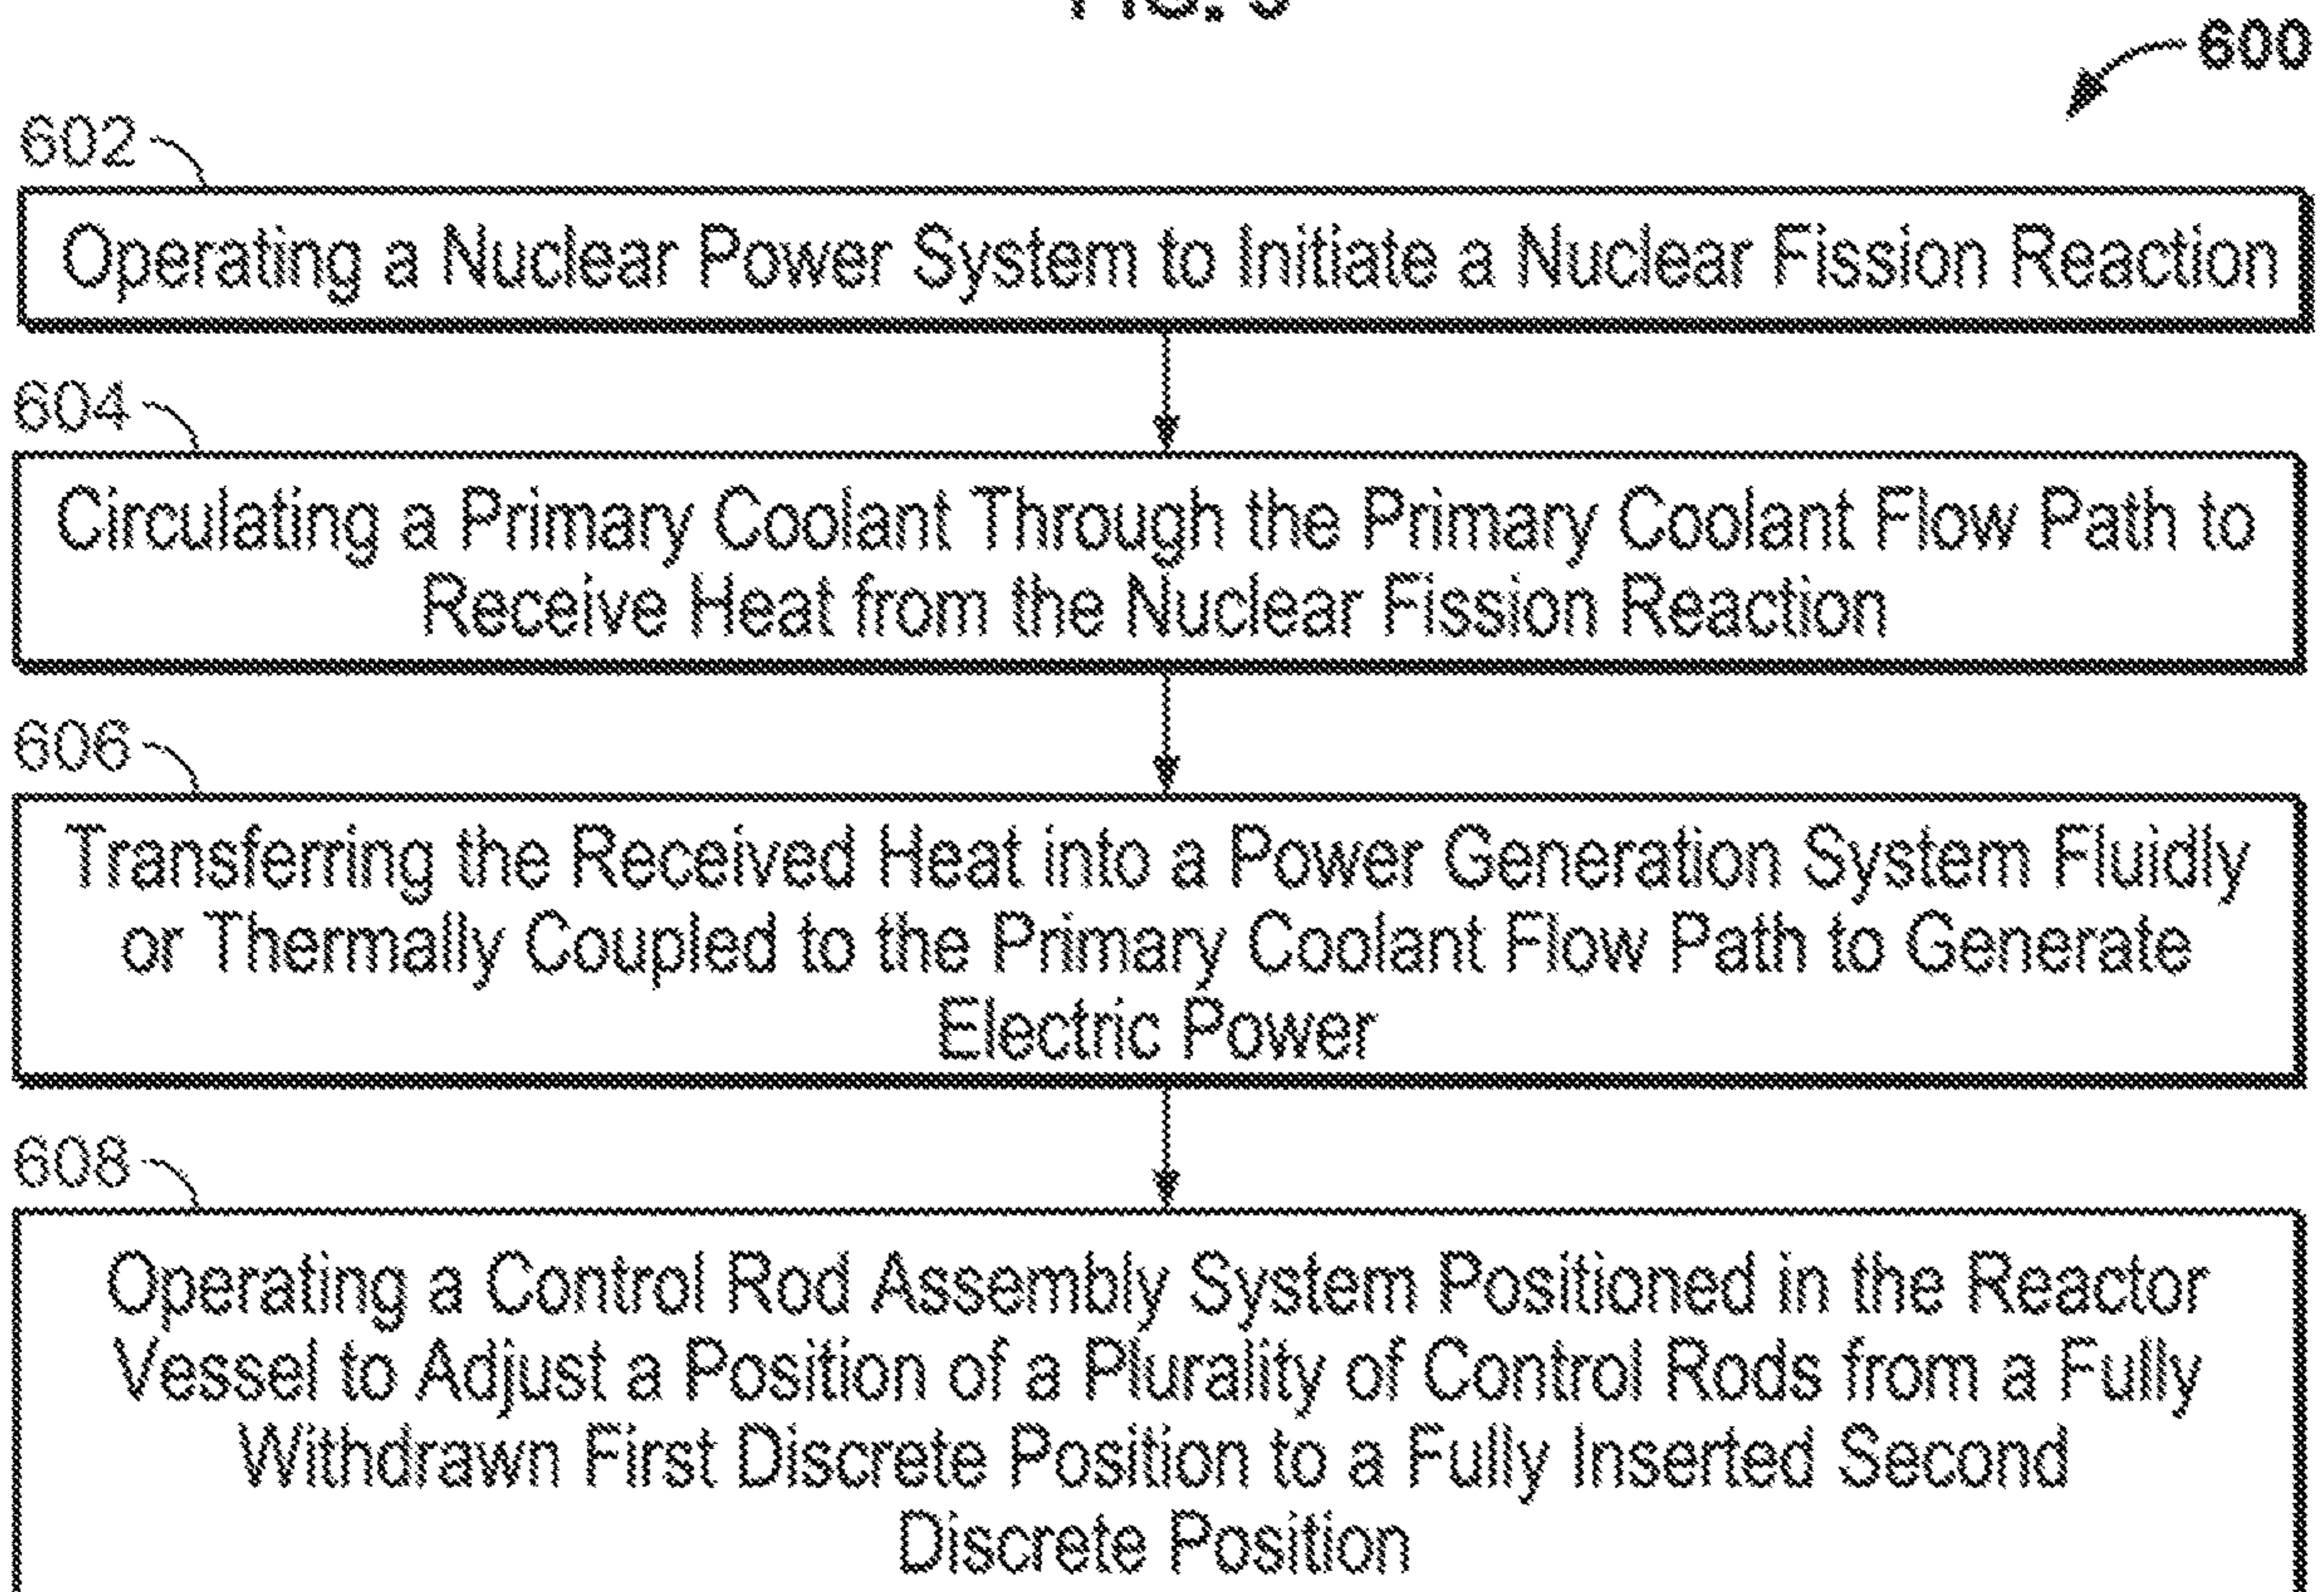 600
602
Operating a Nuclear Power System to Initiate a Nuclear Fission Reaction
604
Circulating a Primary Coolant Through the Primary Coolant Flow Path to
Receive Heat from the Nuclear Fission Reaction
606
Transferring the Received Heat into a Power Generation System Fluidly
or Thermally Coupled to the Primary Coolant Flow Path to Generate
Electric Power
608
Operating a Control Rod Assembly System Positioned in the Reactor
Vessel to Adjust a Position of a Plurality of Control Rods from a Fully
Withdrawn First Discrete Position to a Fully Inserted Second
Discrete Position